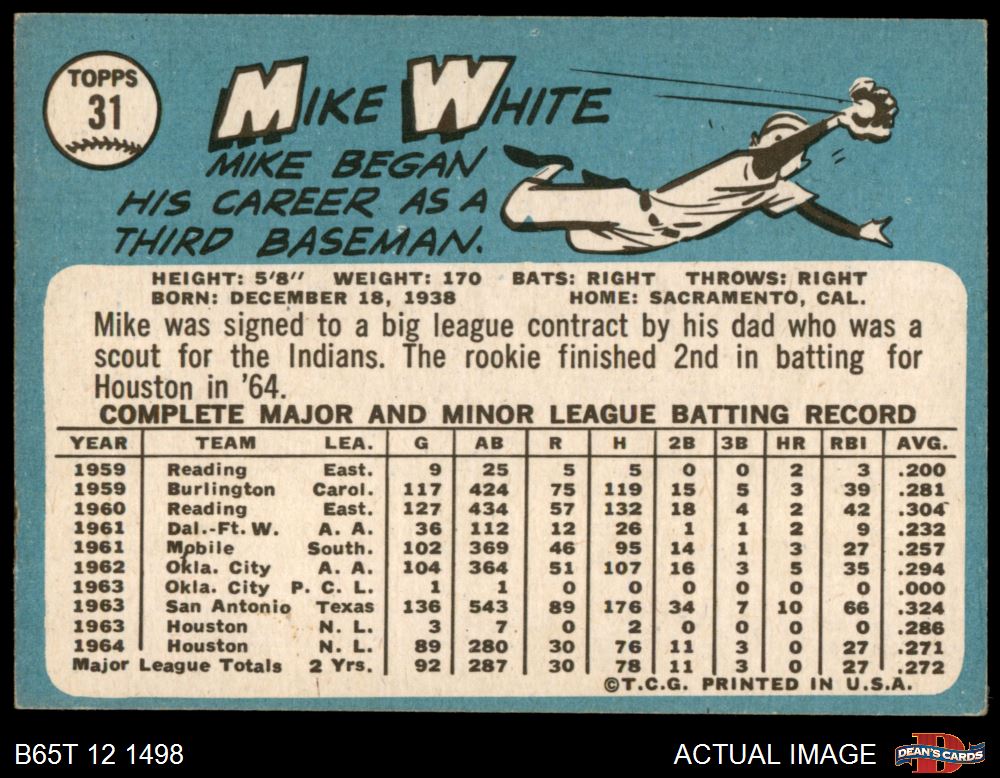 TOPPS
31
MIKE WHITE
MIKE BEGAN
HIS CAREER AS A
THIRD BASEMAN.
HEIGHT: 5'8" WEIGHT: 170 BATS: RIGHT THROWS: RIGHT
BORN: DECEMBER 18, 1938 HOME: SACRAMENTO, CAL.
Mike was signed to a big league contract by his dad who was a
scout for the Indians. The rookie finished 2nd in batting for
Houston in '64.
COMPLETE MAJOR AND MINOR LEAGUE BATTING RECORD
YEAR TEAM LEA. G AB R H 2B 3B HR RBI AVG.
1959 Reading East. 9 25 5 5 0 0 2 3 .200
1959 Burlington Carol. 117 424 75 119 15 5 3 39 .281
1960 Reading East. 127 434 57 132 18 4 2 42 .304
1961 Dal.-Ft. W. A. A. 36 112 12 26 1 1 2 9 .232
1961 Mobile South. 102 369 46 95 14 1 3 27 .257
1962 Okla. City A. A. 104 364 51 107 16 3 5 35 .294
1963 Okla. City P. C. L. 1 1 0 0 0 0 0 0 .000
1963 San Antonio Texas 136 543 89 176 34 7 10 66 .324
1963 Houston N. L. 3 7 0 2 0 0 0 0 .286
1964 Houston N. L. 89 280 30 76 11 3 0 27 .271
Major League Totals 2 Yrs. 92 287 30 78 11 3 0 27 .272
©T.C.G. PRINTED IN U.S.A.
B65T 12 1498
ACTUAL IMAGE
B
DEAN'S CARDS